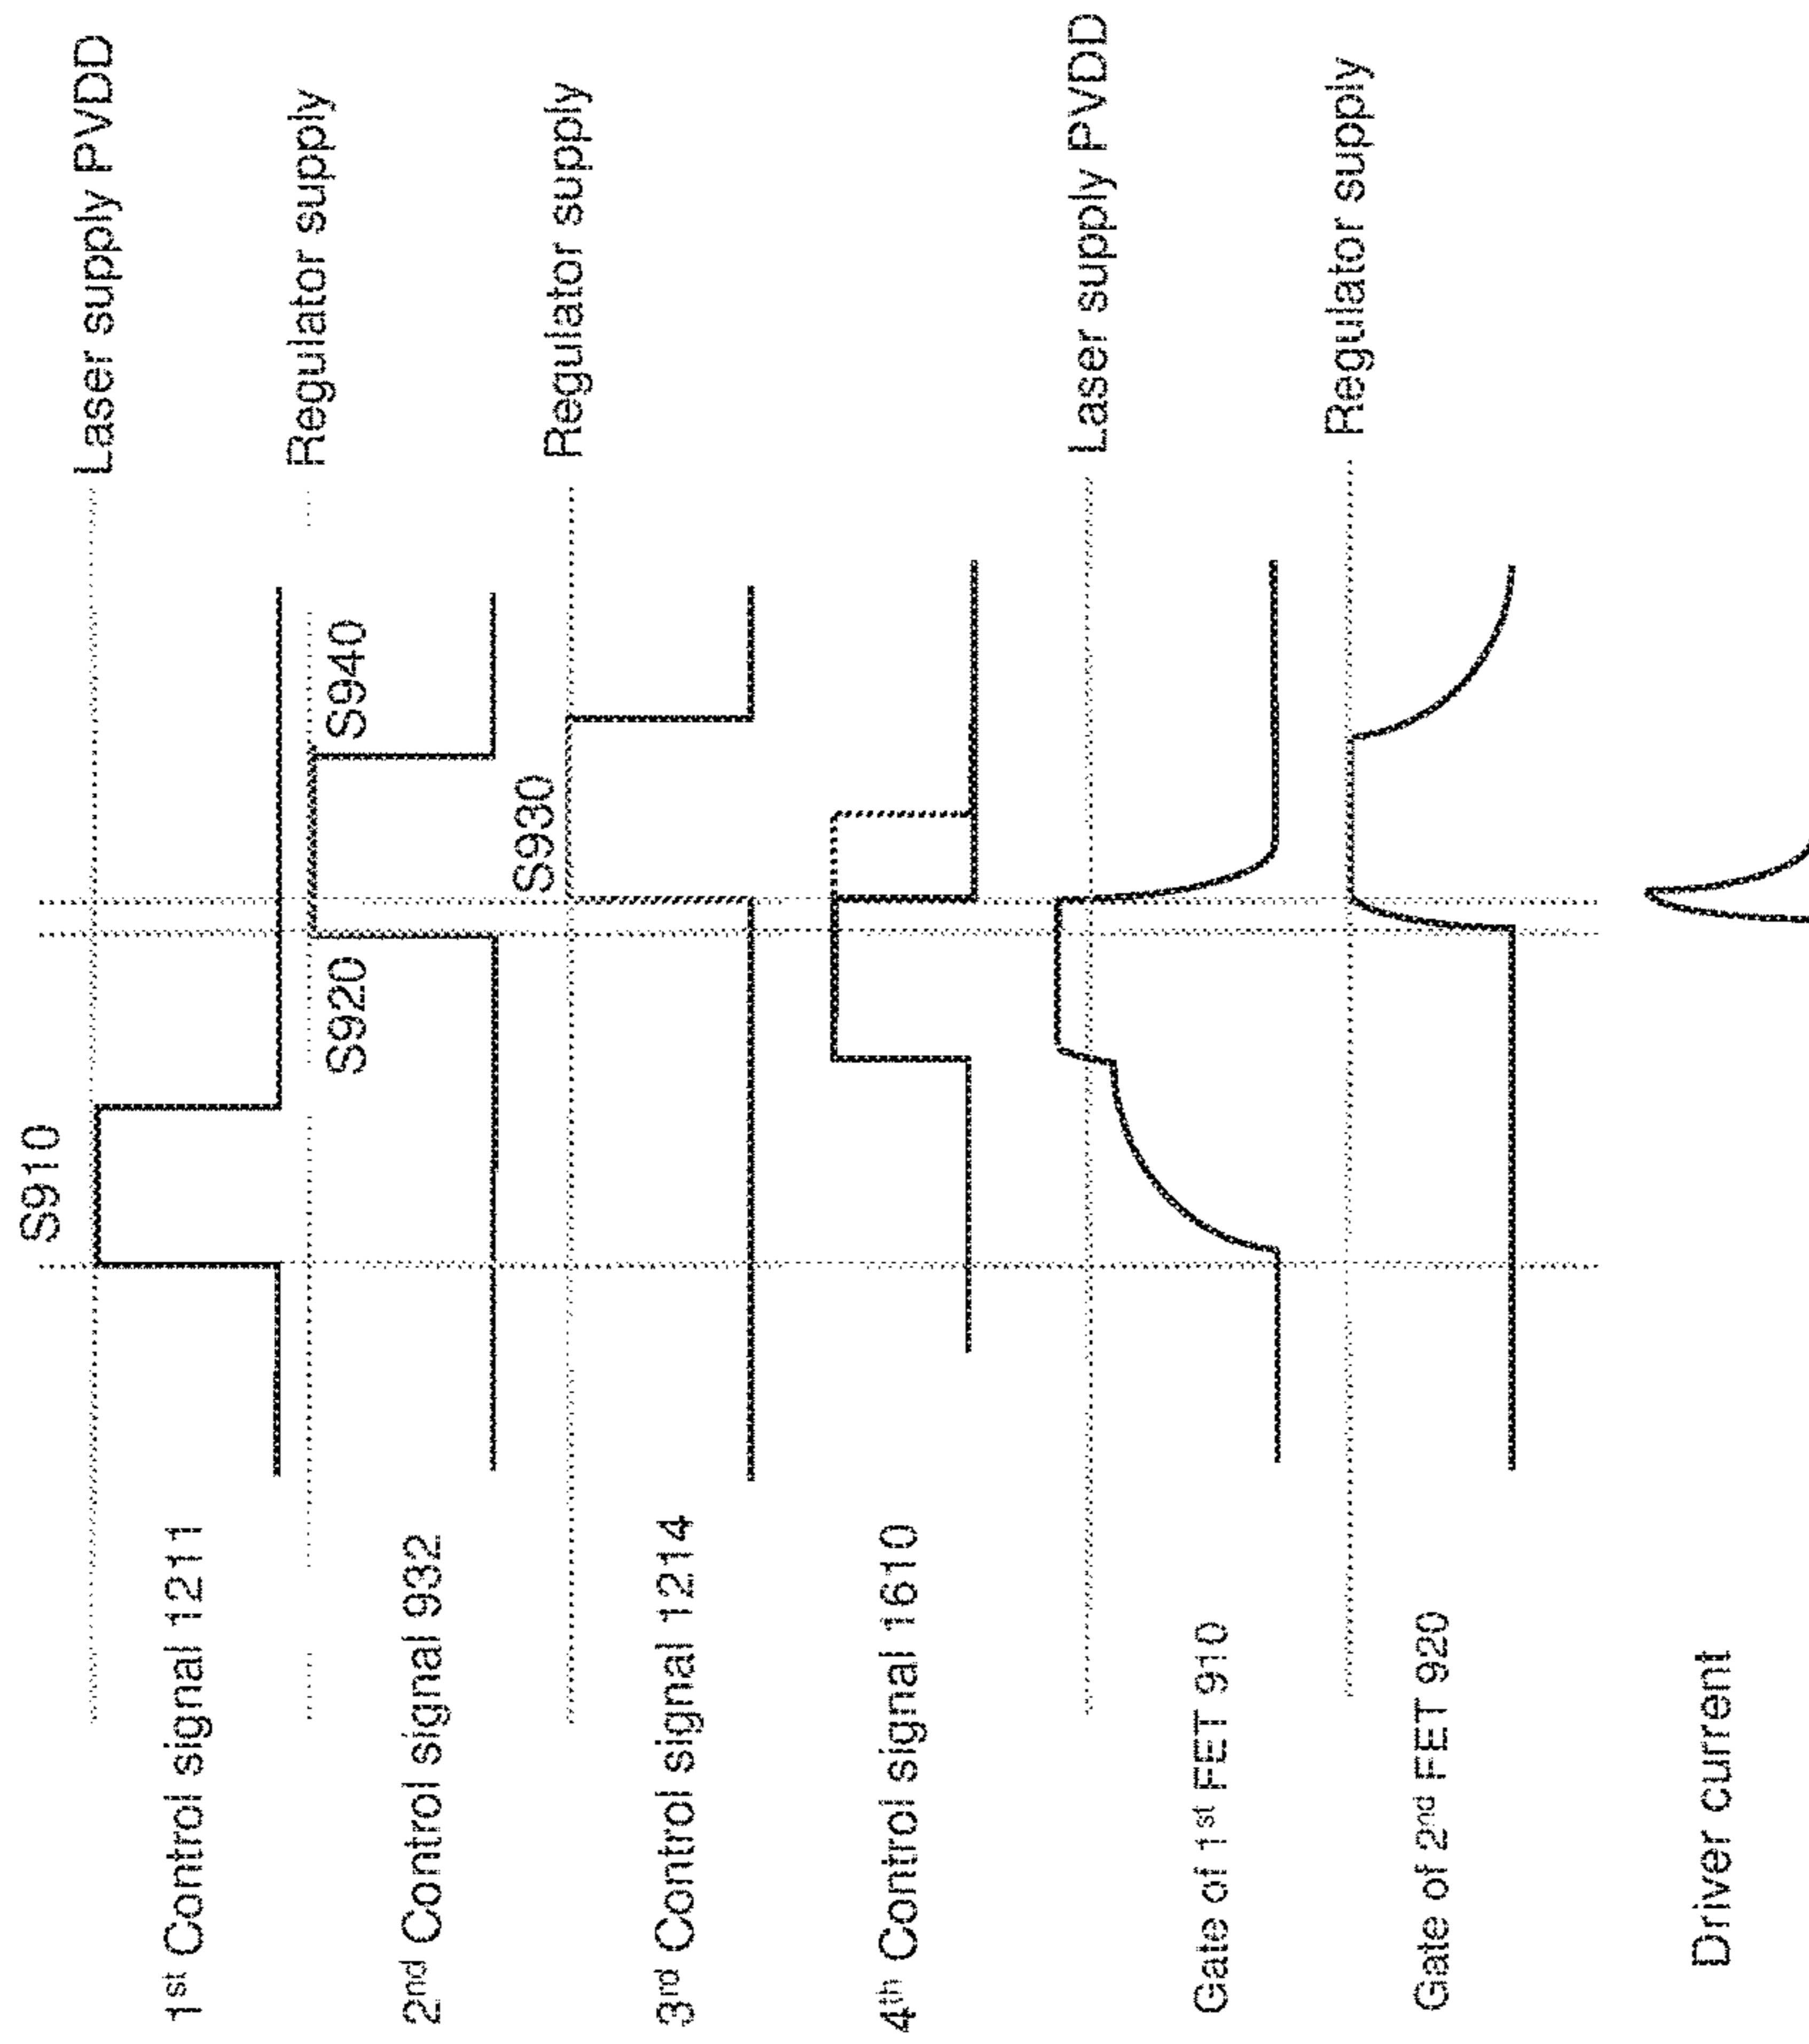 S910
Laser supply PVDD
1st Control signal 1211
Regulator supply
S920
S940
2nd Control signal 932
Regulator supply
S930
3rd Control signal 1214
4th Control signal 1610
Laser supply PVDD
Gate of 1st FET 910
Regulator supply
Gate of 2nd FET 920
Driver current